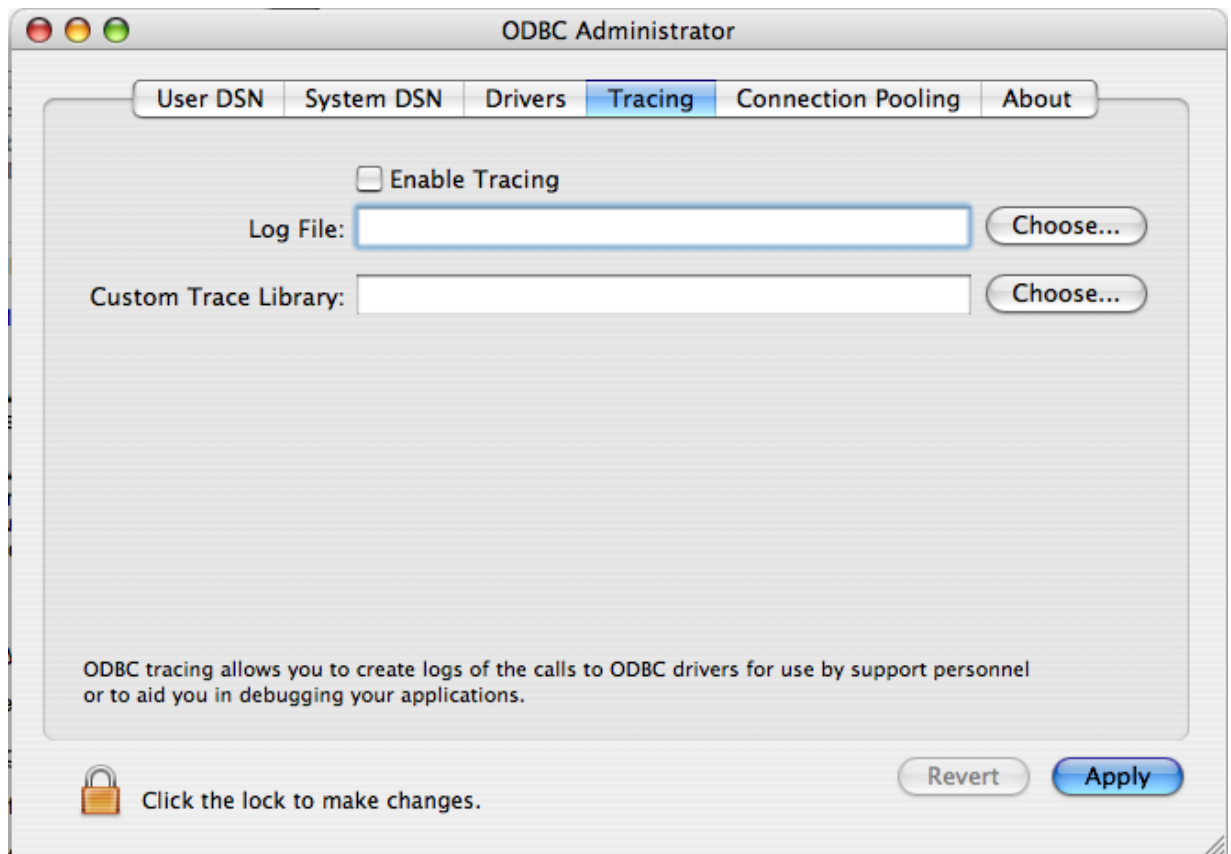 ODBC Administrator
User DSN System DSN Drivers Tracing Connection Pooling About
Enable Tracing
Log File: Choose...
Custom Trace Library: Choose...
ODBC tracing allows you to create logs of the calls to ODBC drivers for use by support personnel
or to aid you in debugging your applications.
Click the lock to make changes. Revert Apply